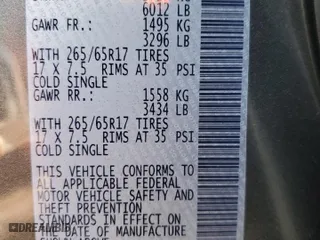 6012 LB
GAWR FR.: 1495 KG
3296 LB
WITH 265/65R17 TIRES
17 X 7.5 RIMS AT 35 PSI
COLD SINGLE
GAWR RR.: 1558 KG
3434 LB
WITH 265/65R17 TIRES
17 X 7.5 RIMS AT 35 PSI
COLD SINGLE
THIS VEHICLE CONFORMS TO
ALL APPLICABLE FEDERAL
MOTOR VEHICLE SAFETY AND
THEFT PREVENTION
STANDARDS IN EFFECT ON
THE DATE OF MANUFACTURE